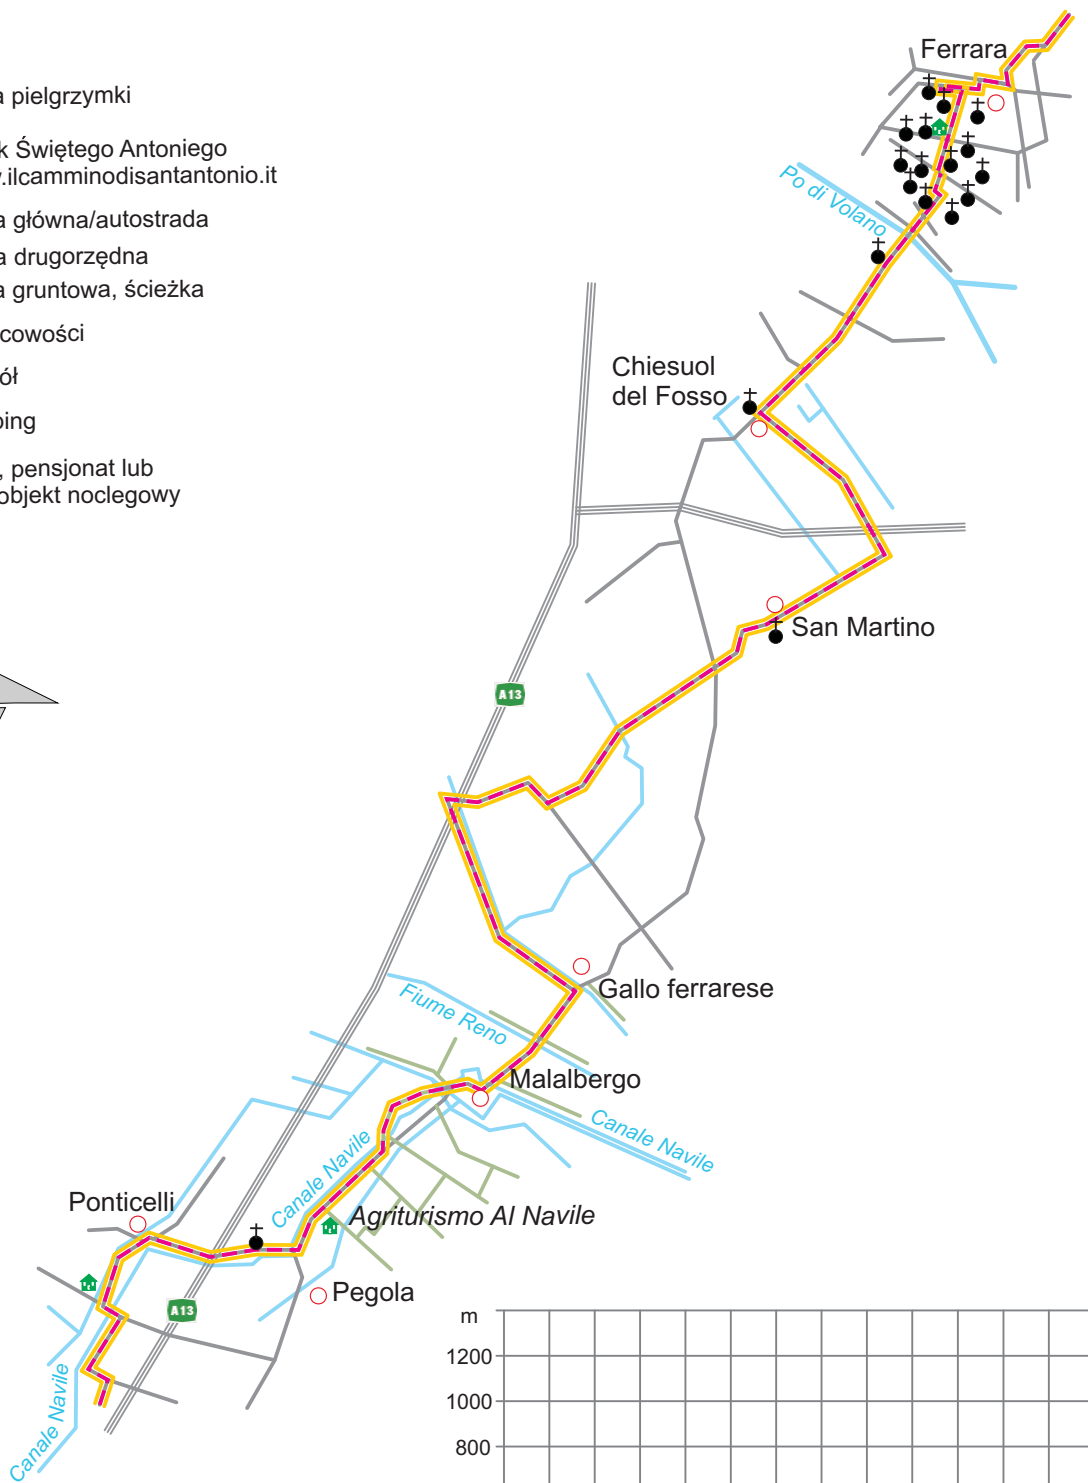 Ferrara
a pielgrzymki
k Świętego Antoniego
.ilcamminodisantantonio.it
a główna/autostrada
a drugorzędna
a gruntowa, ścieżka
cowości
ół
ping
, pensjonat lub
objekt noclegowy
Po di Volano
Chiesuol
del Fosso
San Martino
A13
Gallo ferrarese
Fiume Reno
Malalbergo
Canale Navile
Canale Navile
Ponticelli
Agriturismo Al Navile
Pegola
A13
Canale Navile
m
1200
1000
800